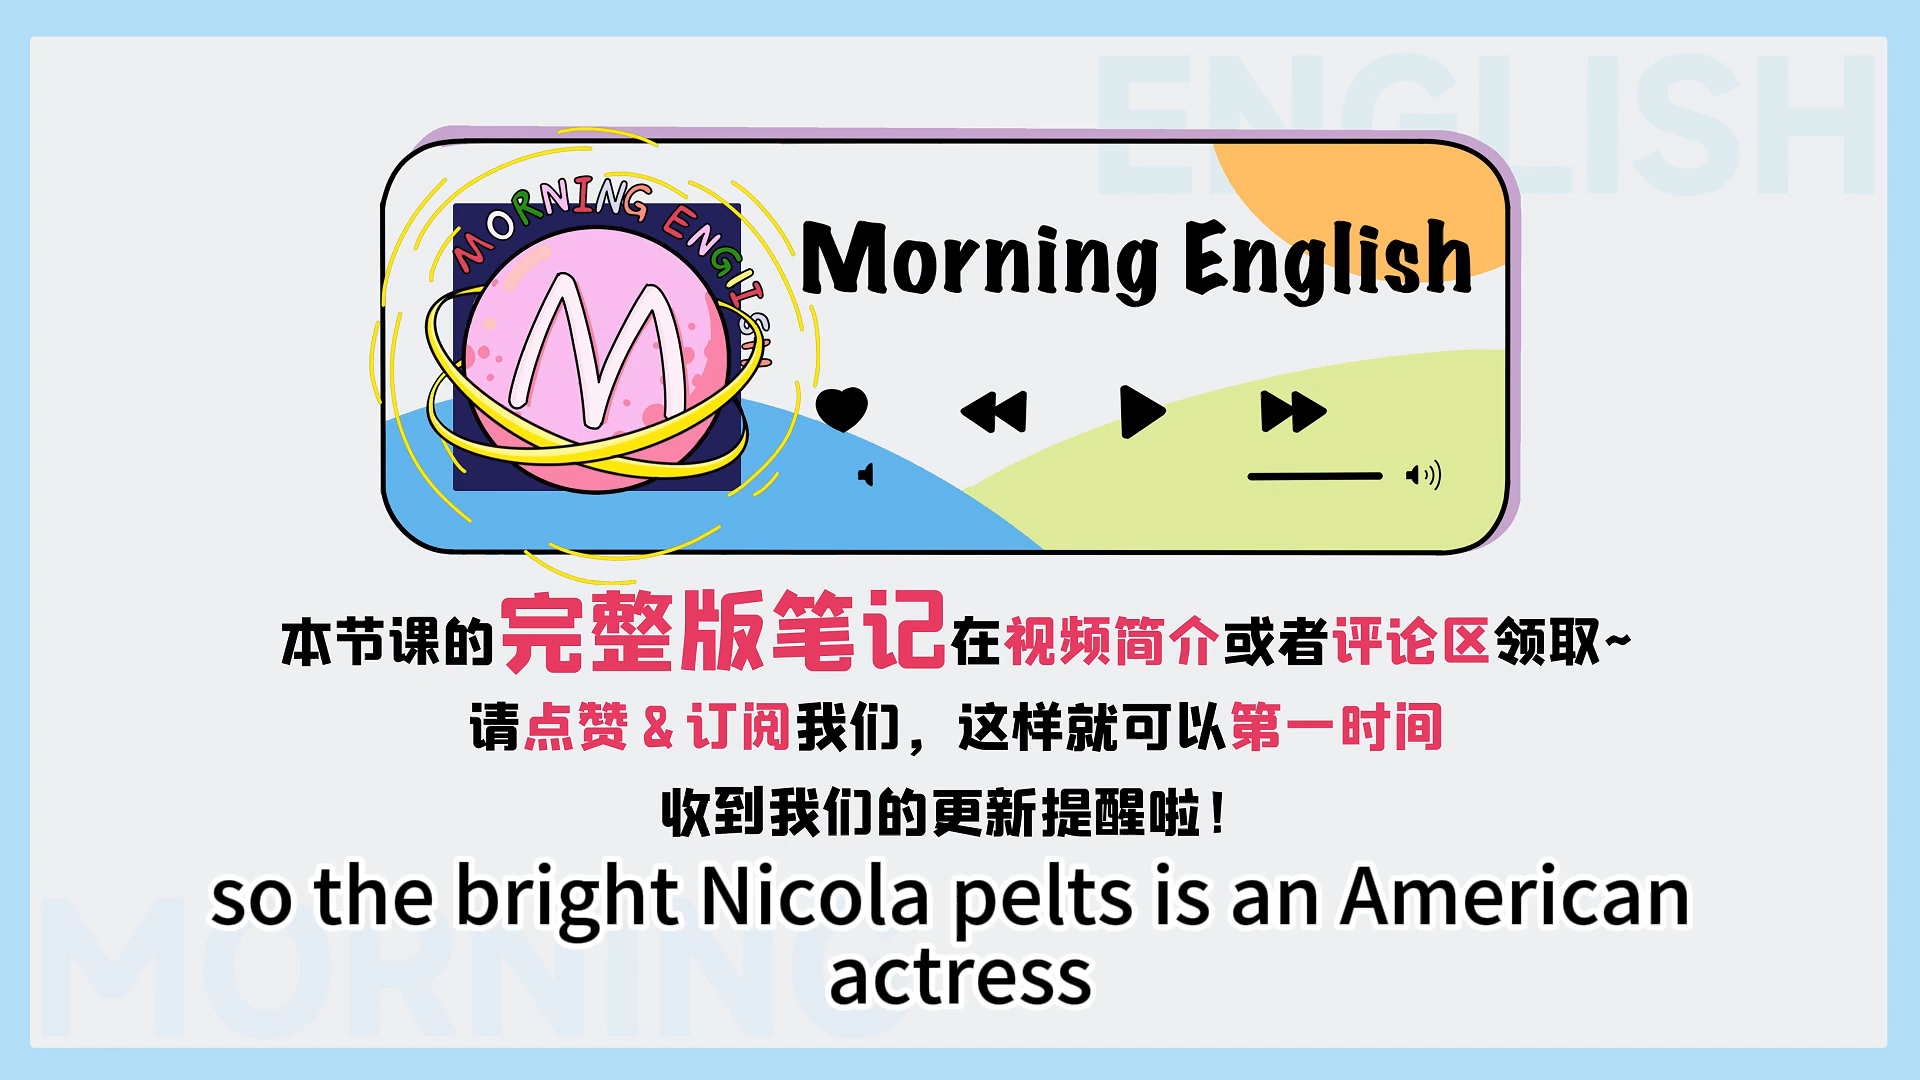 ENGLISH
MORNING ENGLISH
M
Morning English
本节课的完整版笔记在视频简介或者评论区领取~
请点赞&订阅我们，这样就可以第一时间
收到我们的更新提醒啦！
so the bright Nicola pelts is an American
actress
MORNING